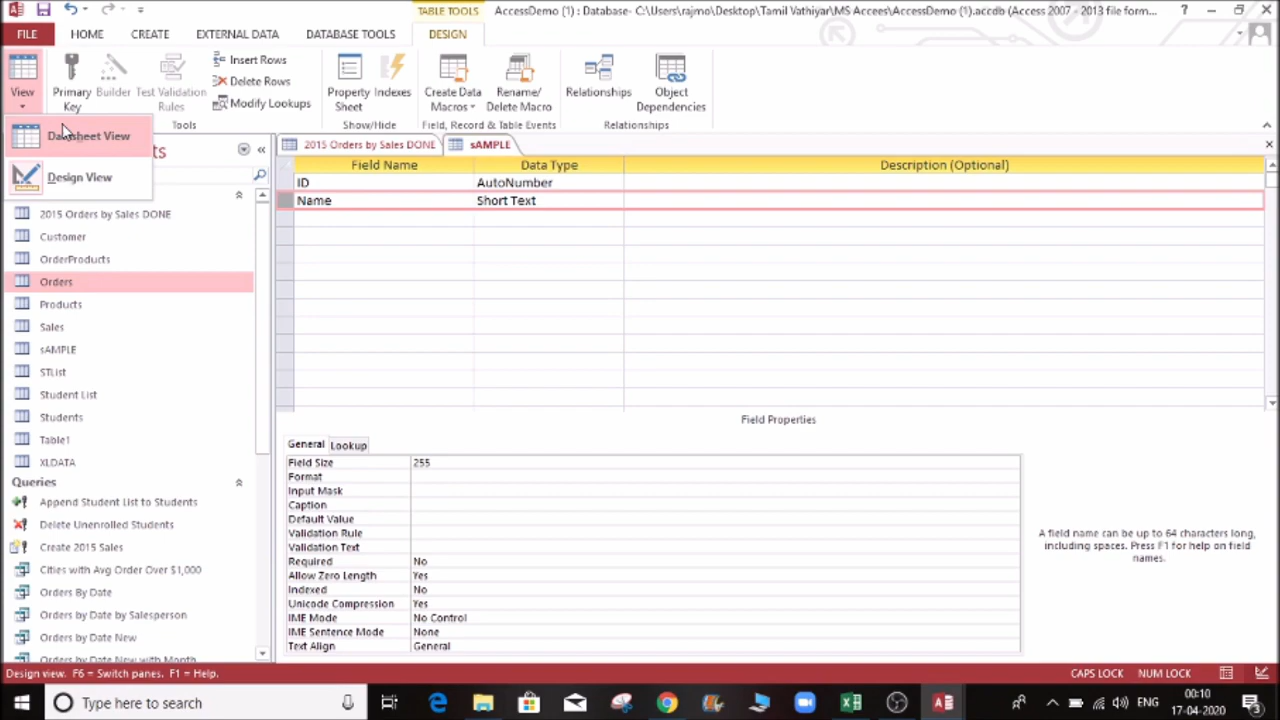 TABLE TOOLS
AccessDemo (1) : Database- C:\Users\rajmo\Desktop\Tamil Vathiyar\MS Accees\AccessDemo (1).accdb (Access 2007 - 2013 file form...
FILE HOME CREATE EXTERNAL DATA DATABASE TOOLS DESIGN
View
Primary Key
Builder
Test Validation Rules
Insert Rows
Delete Rows
Modify Lookups
Property Sheet
Indexes
Create Data Macros
Rename/ Delete Macro
Relationships
Object Dependencies
Tools
Show/Hide
Field, Record & Table Events
Relationships
Datasheet View
Design View
ts
2015 Orders by Sales DONE
Customer
OrderProducts
Orders
Products
Sales
sAMPLE
STList
Student List
Students
Table1
XLDATA
Queries
Append Student List to Students
Delete Unenrolled Students
Create 2015 Sales
Cities with Avg Order Over $1,000
Orders By Date
Orders by Date by Salesperson
Orders by Date New
Orders by Date New with Month
2015 Orders by Sales DONE sAMPLE
Field Name Data Type Description (Optional)
ID AutoNumber
Name Short Text
Field Properties
General Lookup
Field Size 255
Format
Input Mask
Caption
Default Value
Validation Rule
Validation Text
Required No
Allow Zero Length Yes
Indexed No
Unicode Compression Yes
IME Mode No Control
IME Sentence Mode None
Text Align General
A field name can be up to 64 characters long,
including spaces. Press F1 for help on field
names.
Design view. F6 = Switch panes. F1 = Help.
CAPS LOCK NUM LOCK
Type here to search
ENG
00:10
17-04-2020
3